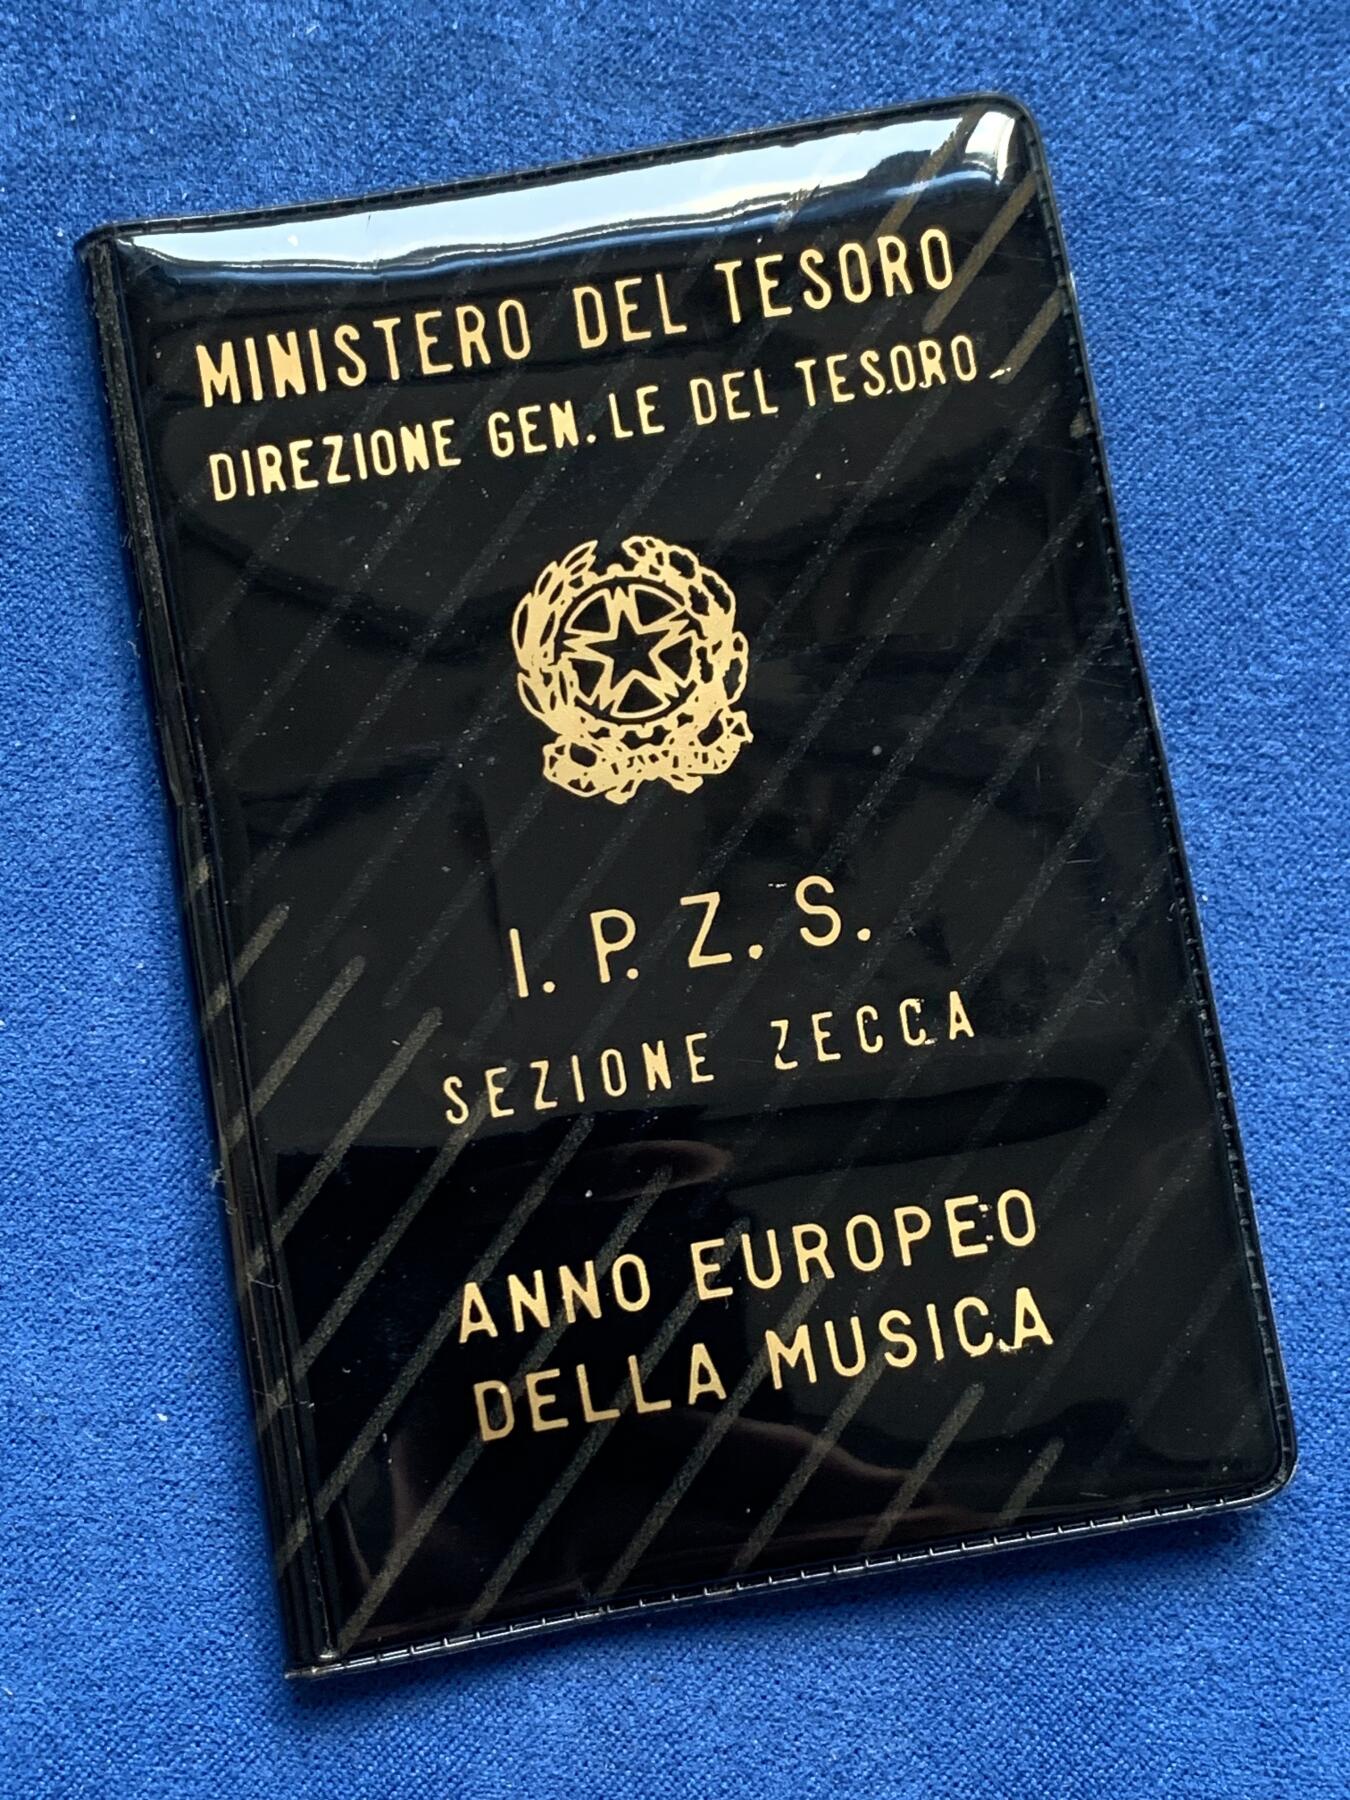 MINISTERO DEL TESORO
DIREZIONE GEN.LE DEL TESORO
I.P.Z.S.
SEZIONE ZECCA
ANNO EUROPEO
DELLA MUSICA